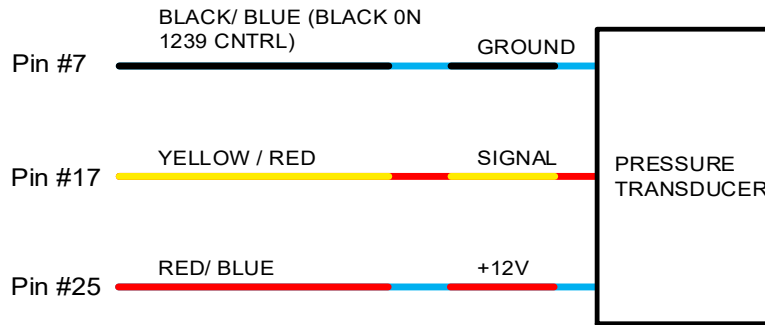 BLACK/ BLUE (BLACK 0N
1239 CNTRL)
Pin #7
GROUND
Pin #17
YELLOW / RED
SIGNAL
PRESSURE
TRANSDUCER
Pin #25
RED/ BLUE
+12V